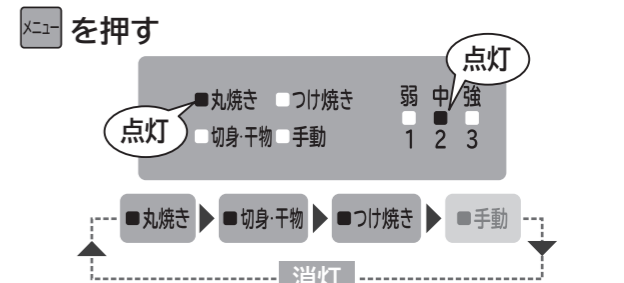 メニュー を押す
点灯
■丸焼き □つけ焼き 弱 中 強
点灯
□切身·干物 □手動 1 2 3
■丸焼き ▶ ■切身·干物 ▶ ■つけ焼き ▶ ■手動
消灯